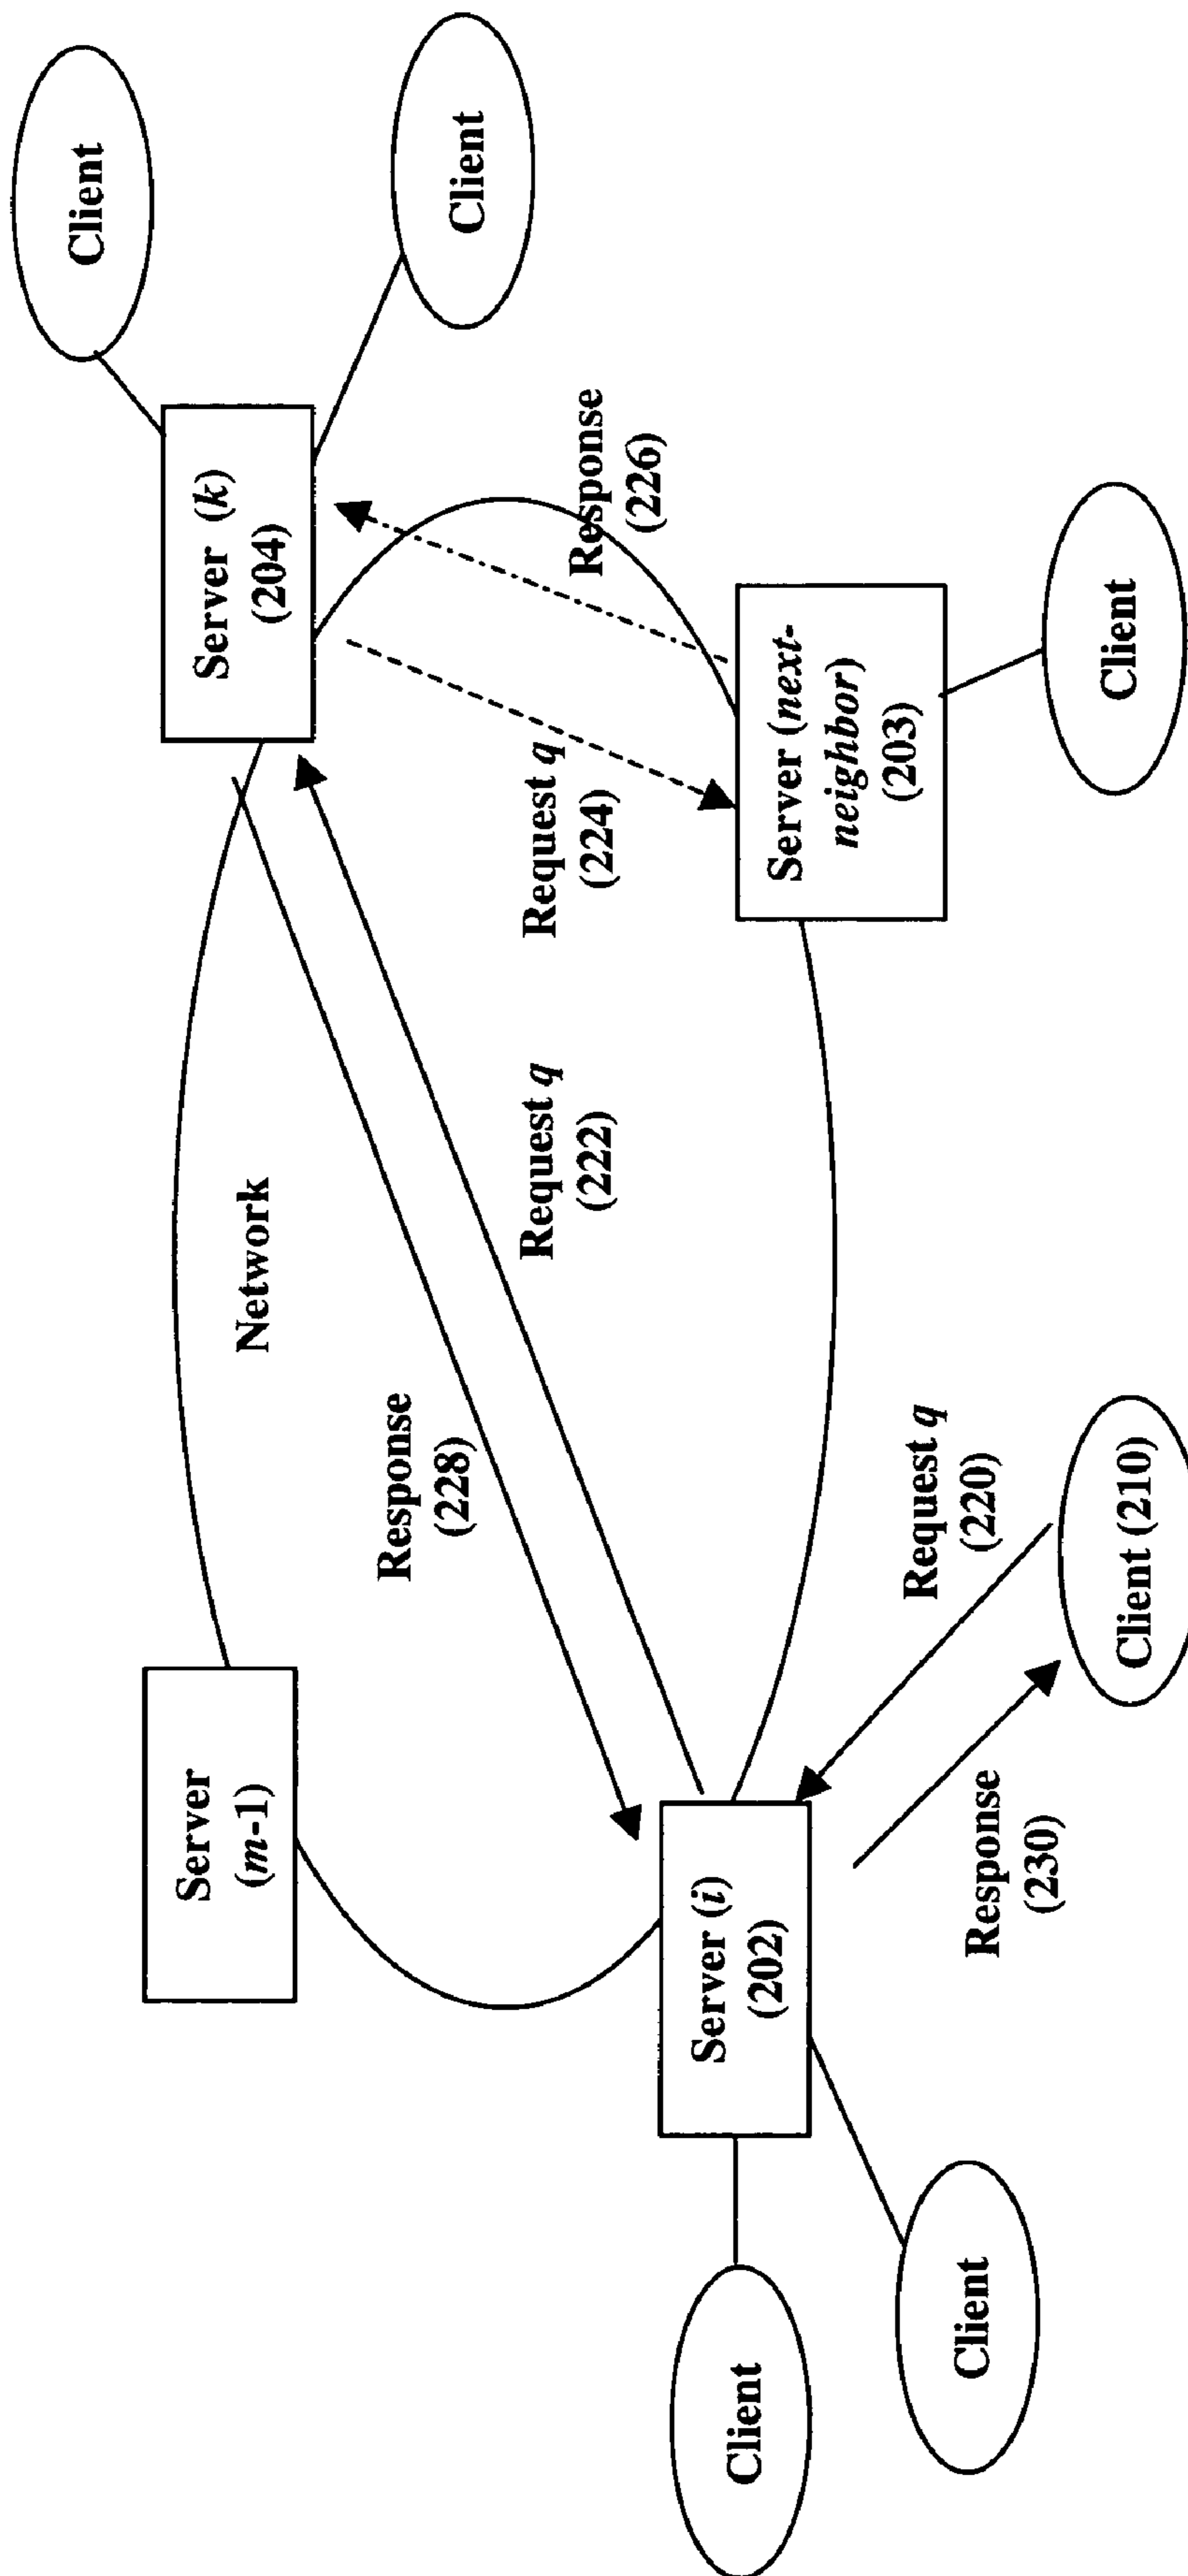 Client
Server
(m-1)
Server (k)
(204)
Network
Response
(228)
Client
Request q
(222)
Request q
(224)
Response
(226)
Server (i)
(202)
Client
Server (next-
neighbor)
(203)
Request q
(220)
Client
Response
(230)
Client (210)
Client